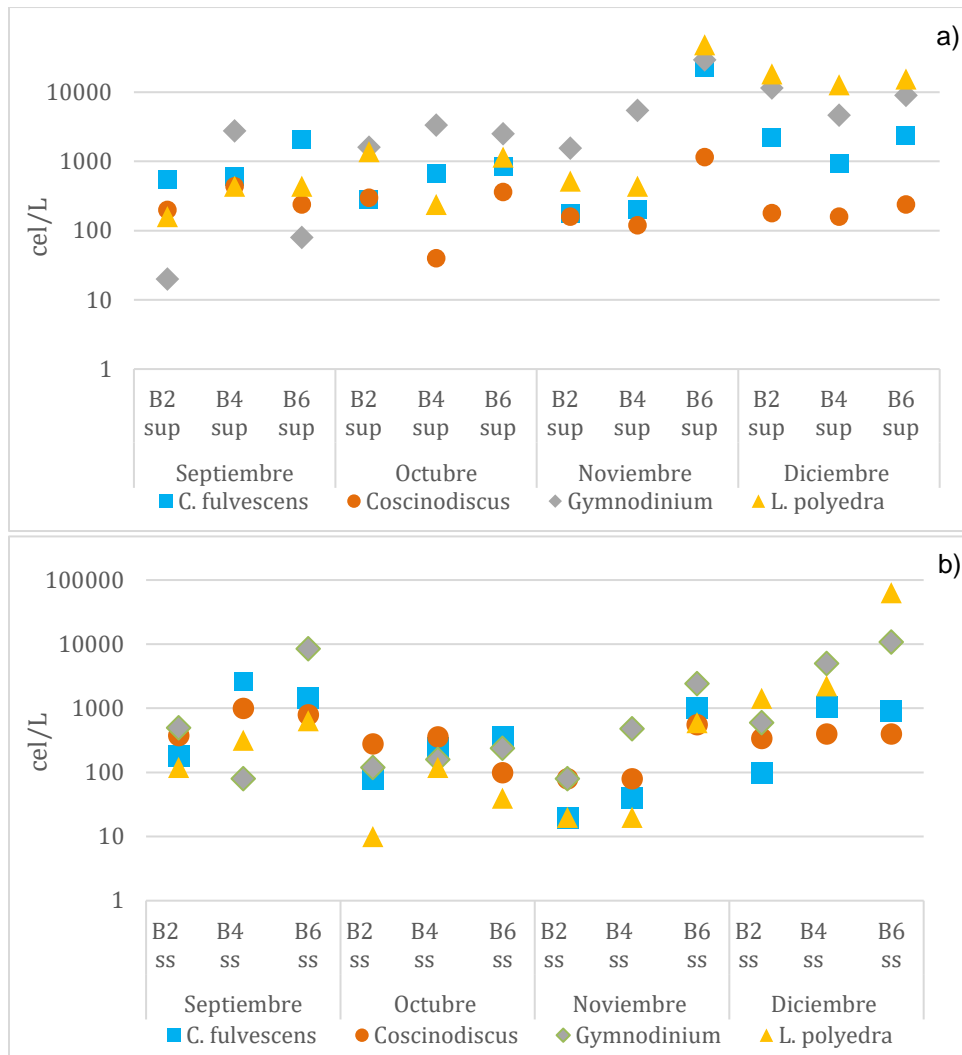 a)
10000
1000
100
10
1
cel/L
B2 B4 B6 B2 B4 B6 B2 B4 B6 B2 B4 B6
sup sup sup sup sup sup sup sup sup sup sup sup
Septiembre Octubre Noviembre Diciembre
C. fulvescens Coscinodiscus Gymnodinium L. polyedra
b)
100000
10000
1000
100
10
1
cel/L
B2 B4 B6 B2 B4 B6 B2 B4 B6 B2 B4 B6
ss ss ss ss ss ss ss ss ss ss ss ss
Septiembre Octubre Noviembre Diciembre
C. fulvescens Coscinodiscus Gymnodinium L. polyedra